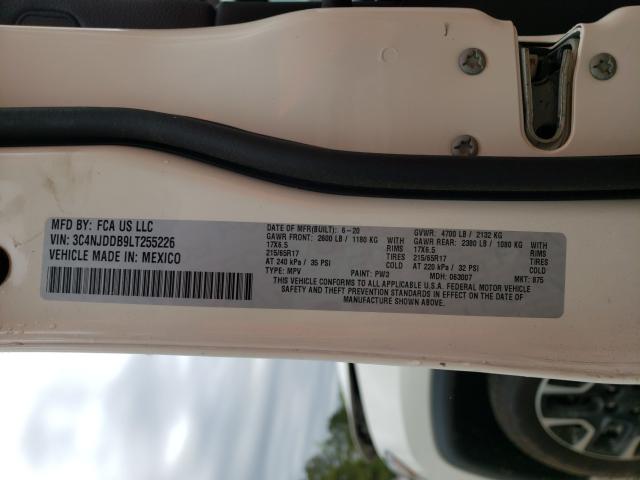 MFD BY: FCA US LLC
VIN: 3C4NJDDB9LT255226
VEHICLE MADE IN: MEXICO
DATE OF MFR(BUILT): 6-20 GVWR: 4700 LB / 2132 KG
GAWR FRONT: 2600 LB / 1180 KG GAWR REAR: 2380 LB / 1080 KG
17X6.5 RIMS 17X6.5 RIMS
215/65R17 TIRES 215/65R17 TIRES
AT 240 kPa / 35 PSI COLD AT 220 kPa / 32 PSI COLD
TYPE: MPV PAINT: PW3 MDH: 063007 MKT: 875
THIS VEHICLE CONFORMS TO ALL APPLICABLE U.S.A. FEDERAL MOTOR VEHICLE
SAFETY AND THEFT PREVENTION STANDARDS IN EFFECT ON THE DATE OF
MANUFACTURE SHOWN ABOVE.